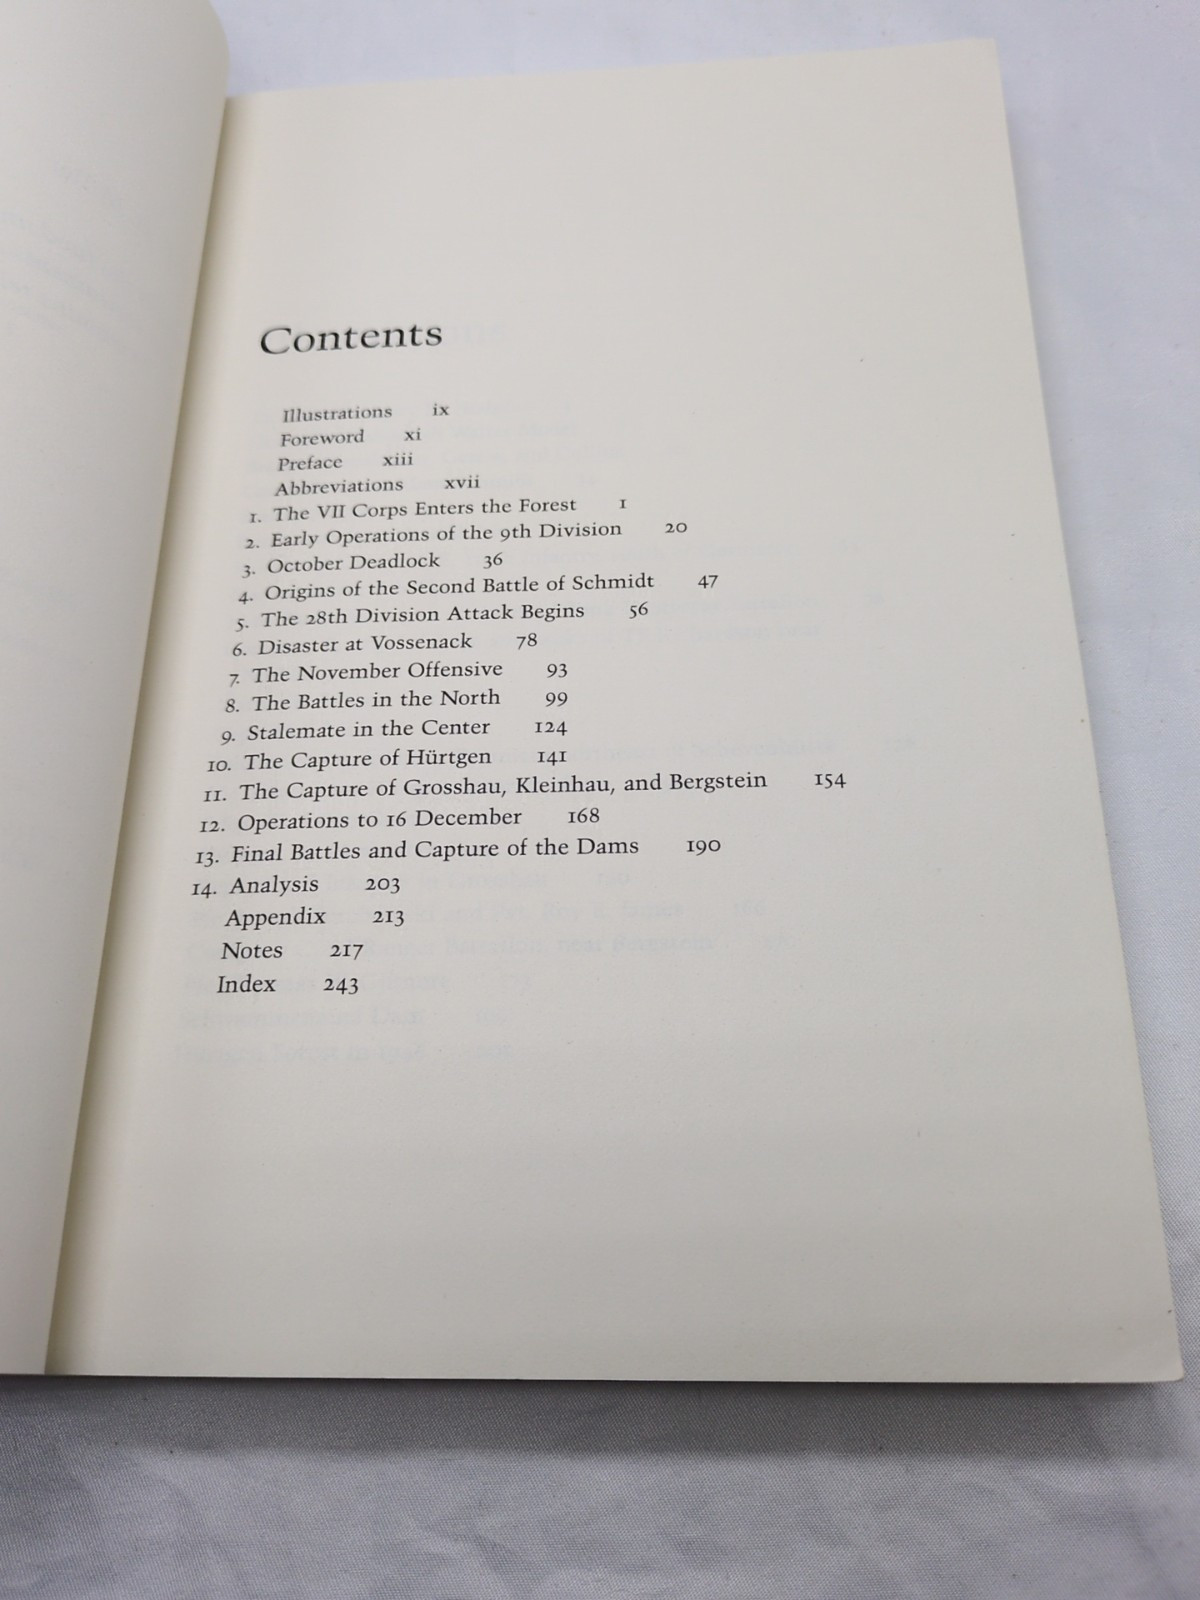 Contents
Illustrations ix
Foreword xi
Preface xiii
Abbreviations xvii
1. The VII Corps Enters the Forest 1
2. Early Operations of the 9th Division 20
3. October Deadlock 36
4. Origins of the Second Battle of Schmidt 47
5. The 28th Division Attack Begins 56
6. Disaster at Vossenack 78
7. The November Offensive 93
8. The Battles in the North 99
9. Stalemate in the Center 124
10. The Capture of Hürtgen 141
11. The Capture of Grosshau, Kleinhau, and Bergstein 154
12. Operations to 16 December 168
13. Final Battles and Capture of the Dams 190
14. Analysis 203
Appendix 213
Notes 217
Index 243